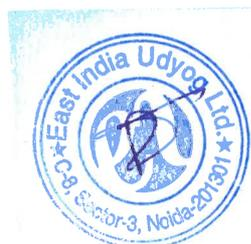 ★East India Udyog Ltd.★
C-8, Sector-3, Noida-201301